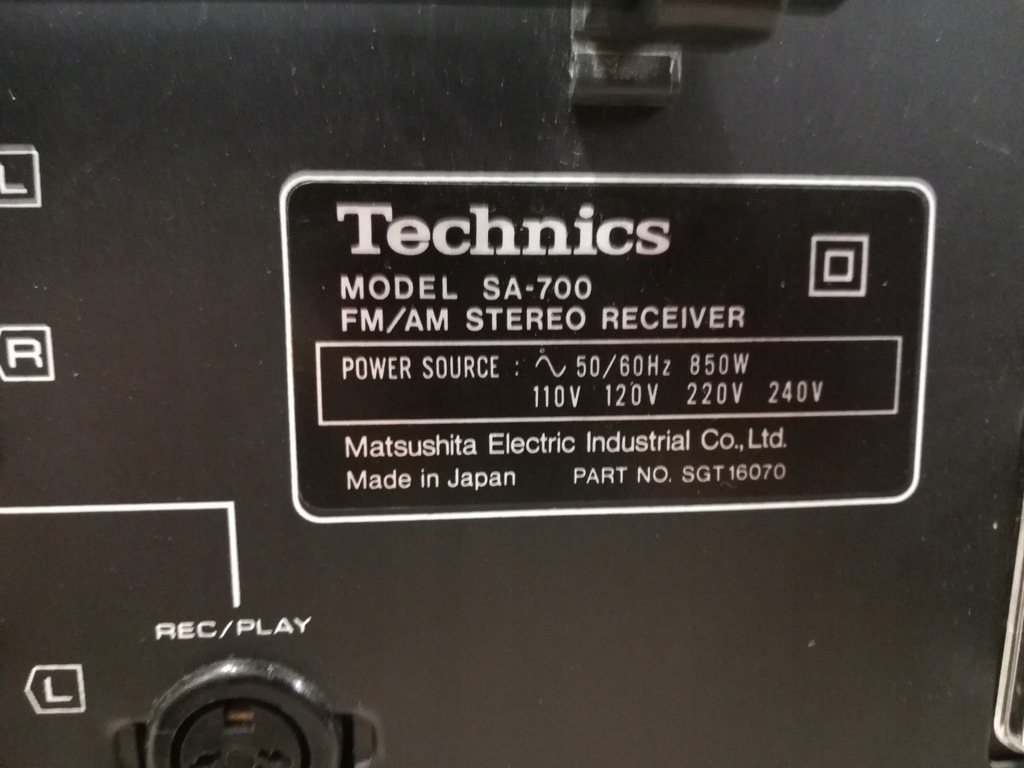 L
Technics
MODEL SA-700
FM/AM STEREO RECEIVER
R
POWER SOURCE : ∿ 50/60Hz 850W
110V 120V 220V 240V
Matsushita Electric Industrial Co., Ltd.
Made in Japan PART NO. SGT16070
REC/PLAY
L